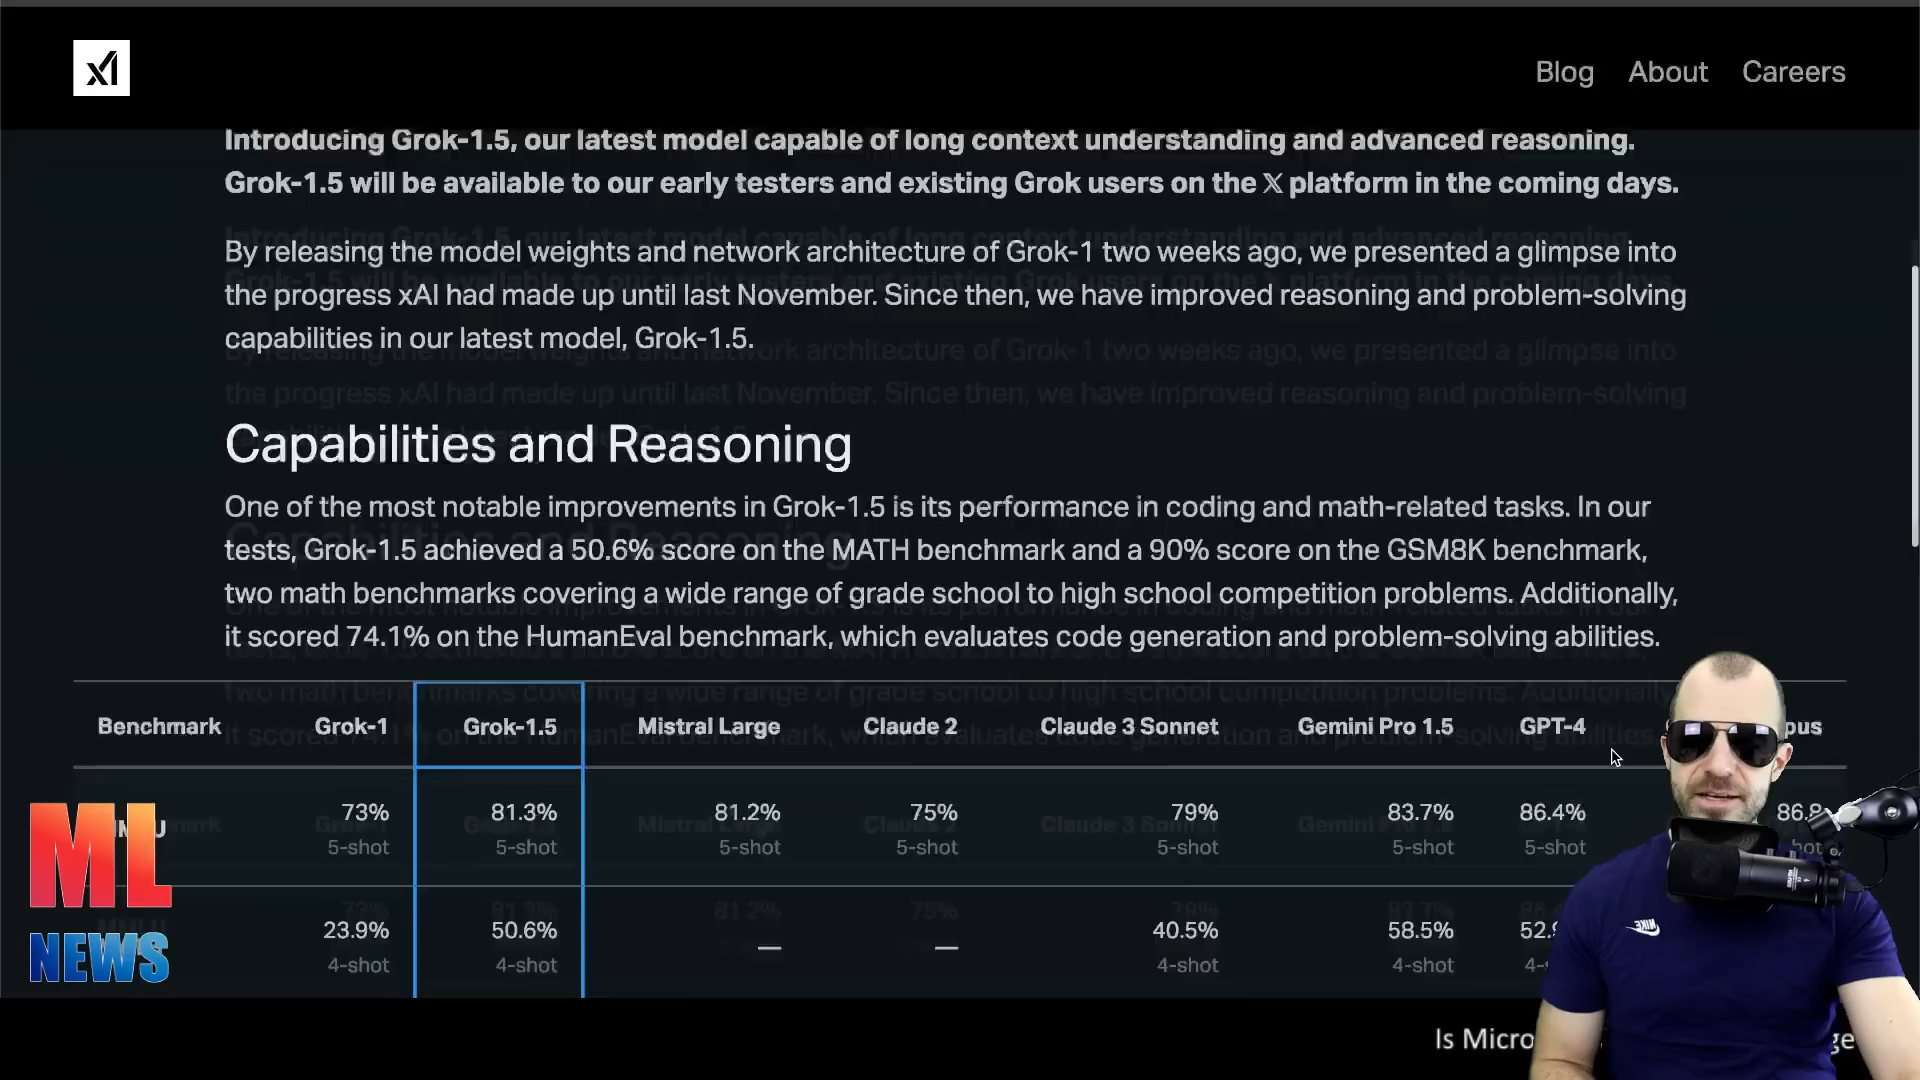 xI
Blog About Careers
Introducing Grok-1.5, our latest model capable of long context understanding and advanced reasoning.
Grok-1.5 will be available to our early testers and existing Grok users on the 𝕏 platform in the coming days.
By releasing the model weights and network architecture of Grok-1 two weeks ago, we presented a glimpse into
the progress xAI had made up until last November. Since then, we have improved reasoning and problem-solving
capabilities in our latest model, Grok-1.5.
Capabilities and Reasoning
One of the most notable improvements in Grok-1.5 is its performance in coding and math-related tasks. In our
tests, Grok-1.5 achieved a 50.6% score on the MATH benchmark and a 90% score on the GSM8K benchmark,
two math benchmarks covering a wide range of grade school to high school competition problems. Additionally,
it scored 74.1% on the HumanEval benchmark, which evaluates code generation and problem-solving abilities.
Benchmark Grok-1 Grok-1.5 Mistral Large Claude 2 Claude 3 Sonnet Gemini Pro 1.5 GPT-4
73% 81.3% 81.2% 75% 79% 83.7% 86.4%
5-shot 5-shot 5-shot 5-shot 5-shot 5-shot 5-shot
23.9% 50.6% — — 40.5% 58.5%
4-shot 4-shot 4-shot 4-shot
ML
NEWS
NIKE
Is